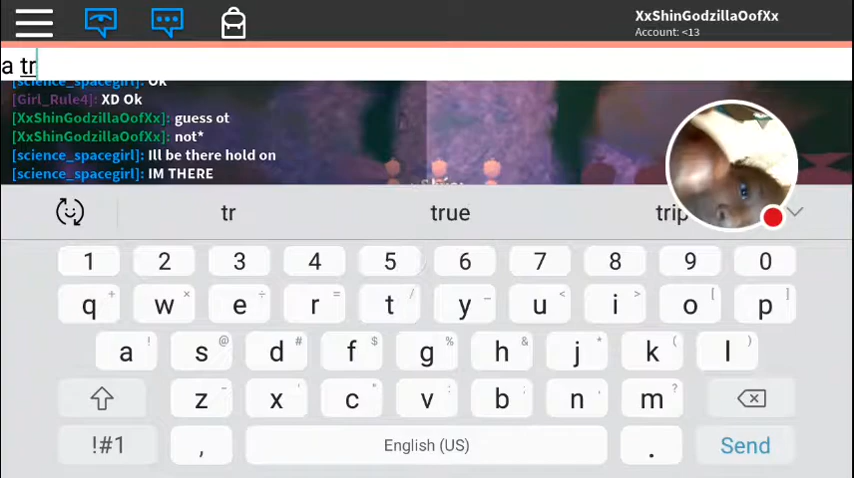 XxShinGodzillaOofXx
Account: <13
a tr
[science_spacegirl]: Ok
[Girl_Rule4]: XD Ok
[XxShinGodzillaOofXx]: guess ot
[XxShinGodzillaOofXx]: not*
[science_spacegirl]: Ill be there hold on
[science_spacegirl]: IM THERE
tr true trip
1 2 3 4 5 6 7 8 9 0
q + w × e ÷ r = t / y _ u < i > o [ p ]
a ! s @ d # f $ g % h & j * k ( l )
z - x ' c " v : b ; n , m ?
!#1 , English (US) . Send